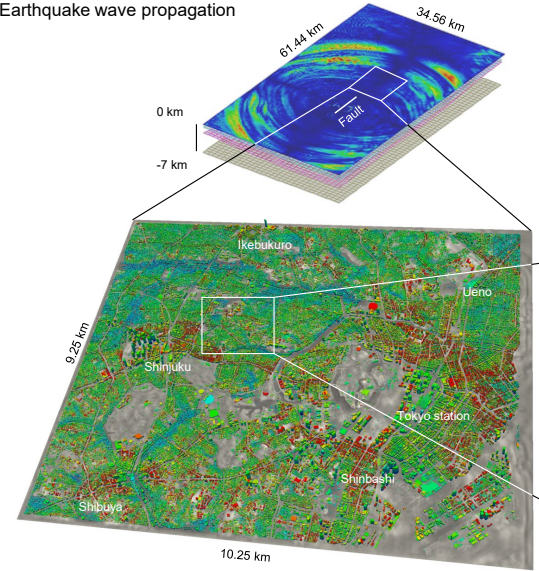 Earthquake wave propagation
61.44 km
34.56 km
0 km
Fault
-7 km
Ikebukuro
Ueno
9.25 km
Shinjuku
Tokyo station
Shinbashi
Shibuya
10.25 km